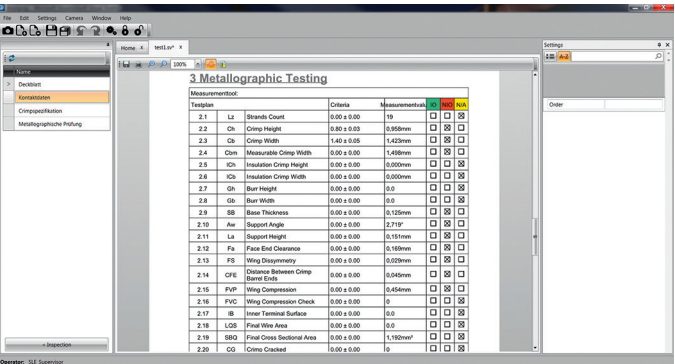 File Edit Settings Camera Window Help
Home X test1.sv* X
Settings
100%
Name
Deckblatt
Kontaktdaten
Crimpspezifikation
Metallographische Prüfung
« Inspection
Operator: SLE Supervisor
A-Z
Order
3 Metallographic Testing
Measurementtool:
Testplan Criteria Measurementvalu IO NIO N/A
2.1 Lz Strands Count 0.00 ± 0.00 19
2.2 Ch Crimp Height 0.80 ± 0.03 0,958mm
2.3 Cb Crimp Width 1.40 ± 0.05 1,423mm
2.4 Cbm Measurable Crimp Width 0.00 ± 0.00 1,498mm
2.5 ICh Insulation Crimp Height 0.00 ± 0.00 0,000mm
2.6 ICb Insulation Crimp Width 0.00 ± 0.00 0,000mm
2.7 Gh Burr Height 0.00 ± 0.00 0.0
2.8 Gb Burr Width 0.00 ± 0.00 0.0
2.9 SB Base Thickness 0.00 ± 0.00 0,125mm
2.10 Aw Support Angle 0.00 ± 0.00 2,719°
2.11 La Support Height 0.00 ± 0.00 0,151mm
2.12 Fa Face End Clearance 0.00 ± 0.00 0,169mm
2.13 FS Wing Dissymmetry 0.00 ± 0.00 0,029mm
2.14 CFE Distance Between Crimp Barrel Ends 0.00 ± 0.00 0,045mm
2.15 FVP Wing Compression 0.00 ± 0.00 0,454mm
2.16 FVC Wing Compression Check 0.00 ± 0.00 0
2.17 IB Inner Terminal Surface 0.00 ± 0.00 0.0
2.18 LQS Final Wire Area 0.00 ± 0.00 0.0
2.19 SBQ Final Cross Sectional Area 0.00 ± 0.00 1,192mm²
2.20 CG Crimp Cracked 0.00 ± 0.00 0